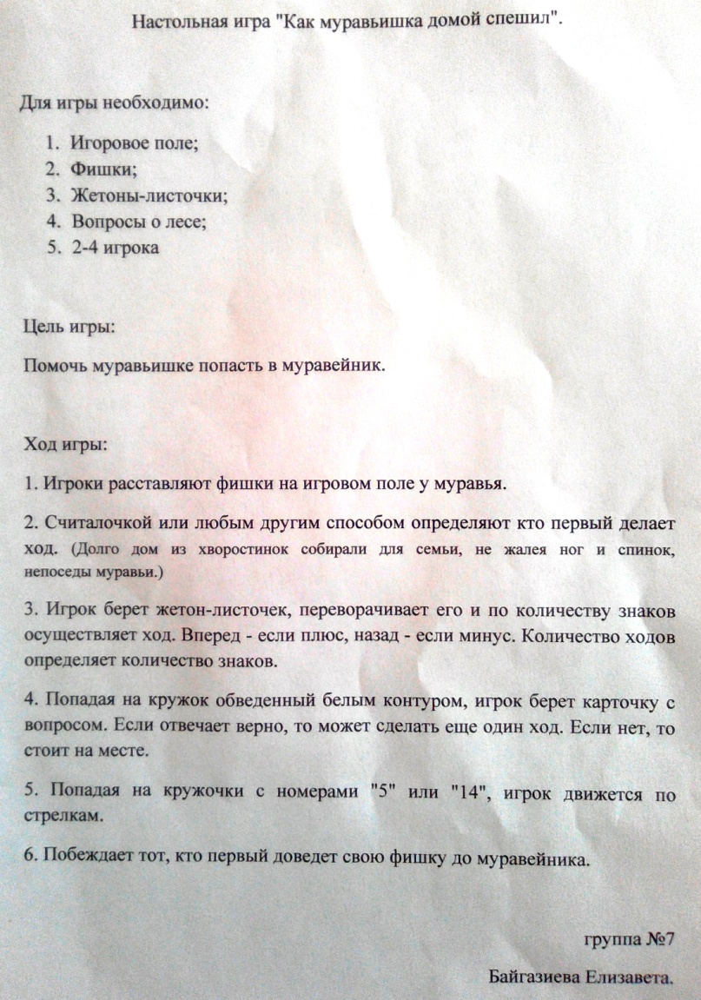 Настольная игра "Как муравьишка домой спешил".
Для игры необходимо:
1. Игоровое поле;
2. Фишки;
3. Жетоны-листочки;
4. Вопросы о лесе;
5. 2-4 игрока
Цель игры:
Помочь муравьишке попасть в муравейник.
Ход игры:
1. Игроки расставляют фишки на игровом поле у муравья.
2. Считалочкой или любым другим способом определяют кто первый делает
ход. (Долго дом из хворостинок собирали для семьи, не жалея ног и спинок,
непоседы муравьи.)
3. Игрок берет жетон-листочек, переворачивает его и по количеству знаков
осуществляет ход. Вперед - если плюс, назад - если минус. Количество ходов
определяет количество знаков.
4. Попадая на кружок обведенный белым контуром, игрок берет карточку с
вопросом. Если отвечает верно, то может сделать еще один ход. Если нет, то
стоит на месте.
5. Попадая на кружочки с номерами "5" или "14", игрок движется по
стрелкам.
6. Побеждает тот, кто первый доведет свою фишку до муравейника.
группа №7
Байгазиева Елизавета.